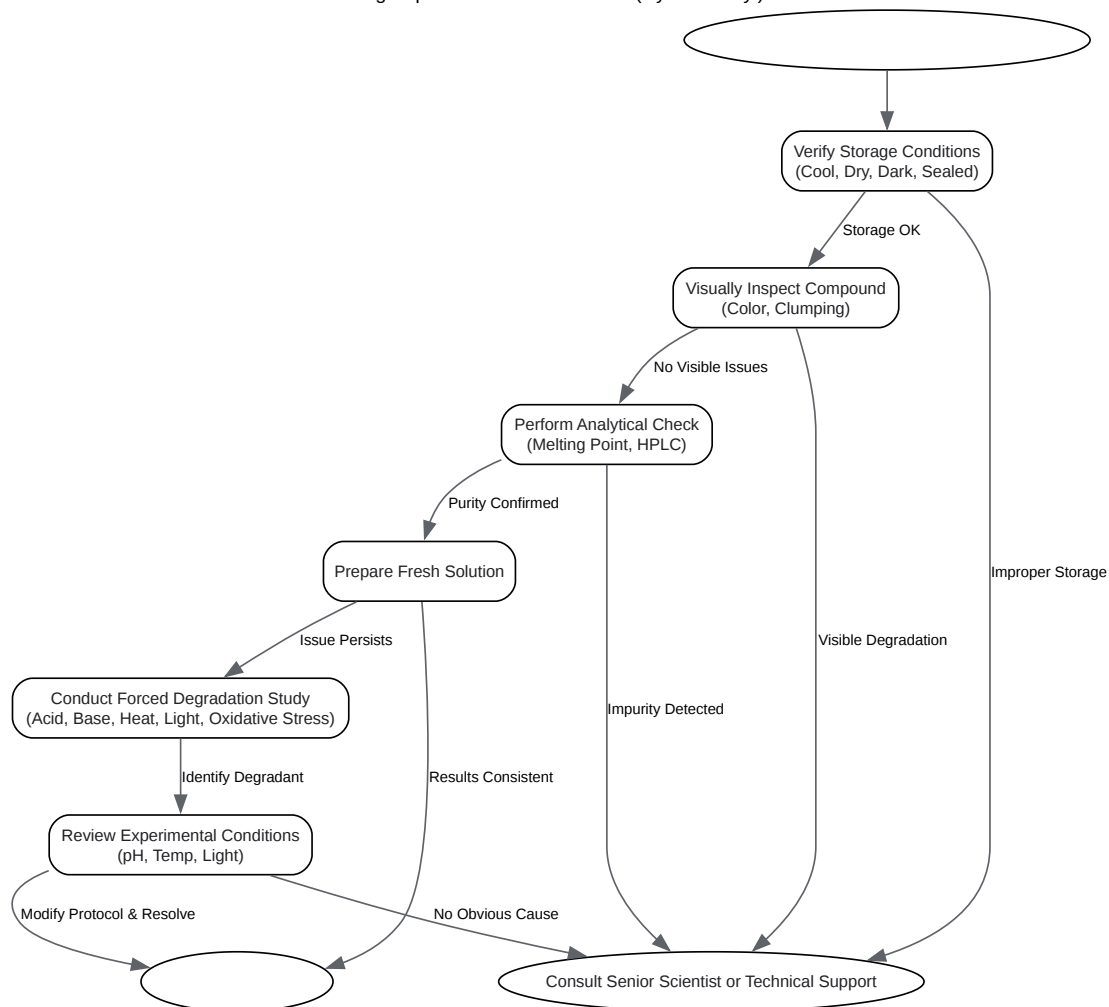 Verify Storage Conditions
(Cool, Dry, Dark, Sealed)
Storage OK
Visually Inspect Compound
(Color, Clumping)
No Visible Issues
Perform Analytical Check
(Melting Point, HPLC)
Purity Confirmed
Prepare Fresh Solution
Improper Storage
Issue Persists
Visible Degradation
Conduct Forced Degradation Study
(Acid, Base, Heat, Light, Oxidative Stress)
Impurity Detected
Identify Degradant
Results Consistent
Review Experimental Conditions
(pH, Temp, Light)
Modify Protocol & Resolve
No Obvious Cause
Consult Senior Scientist or Technical Support